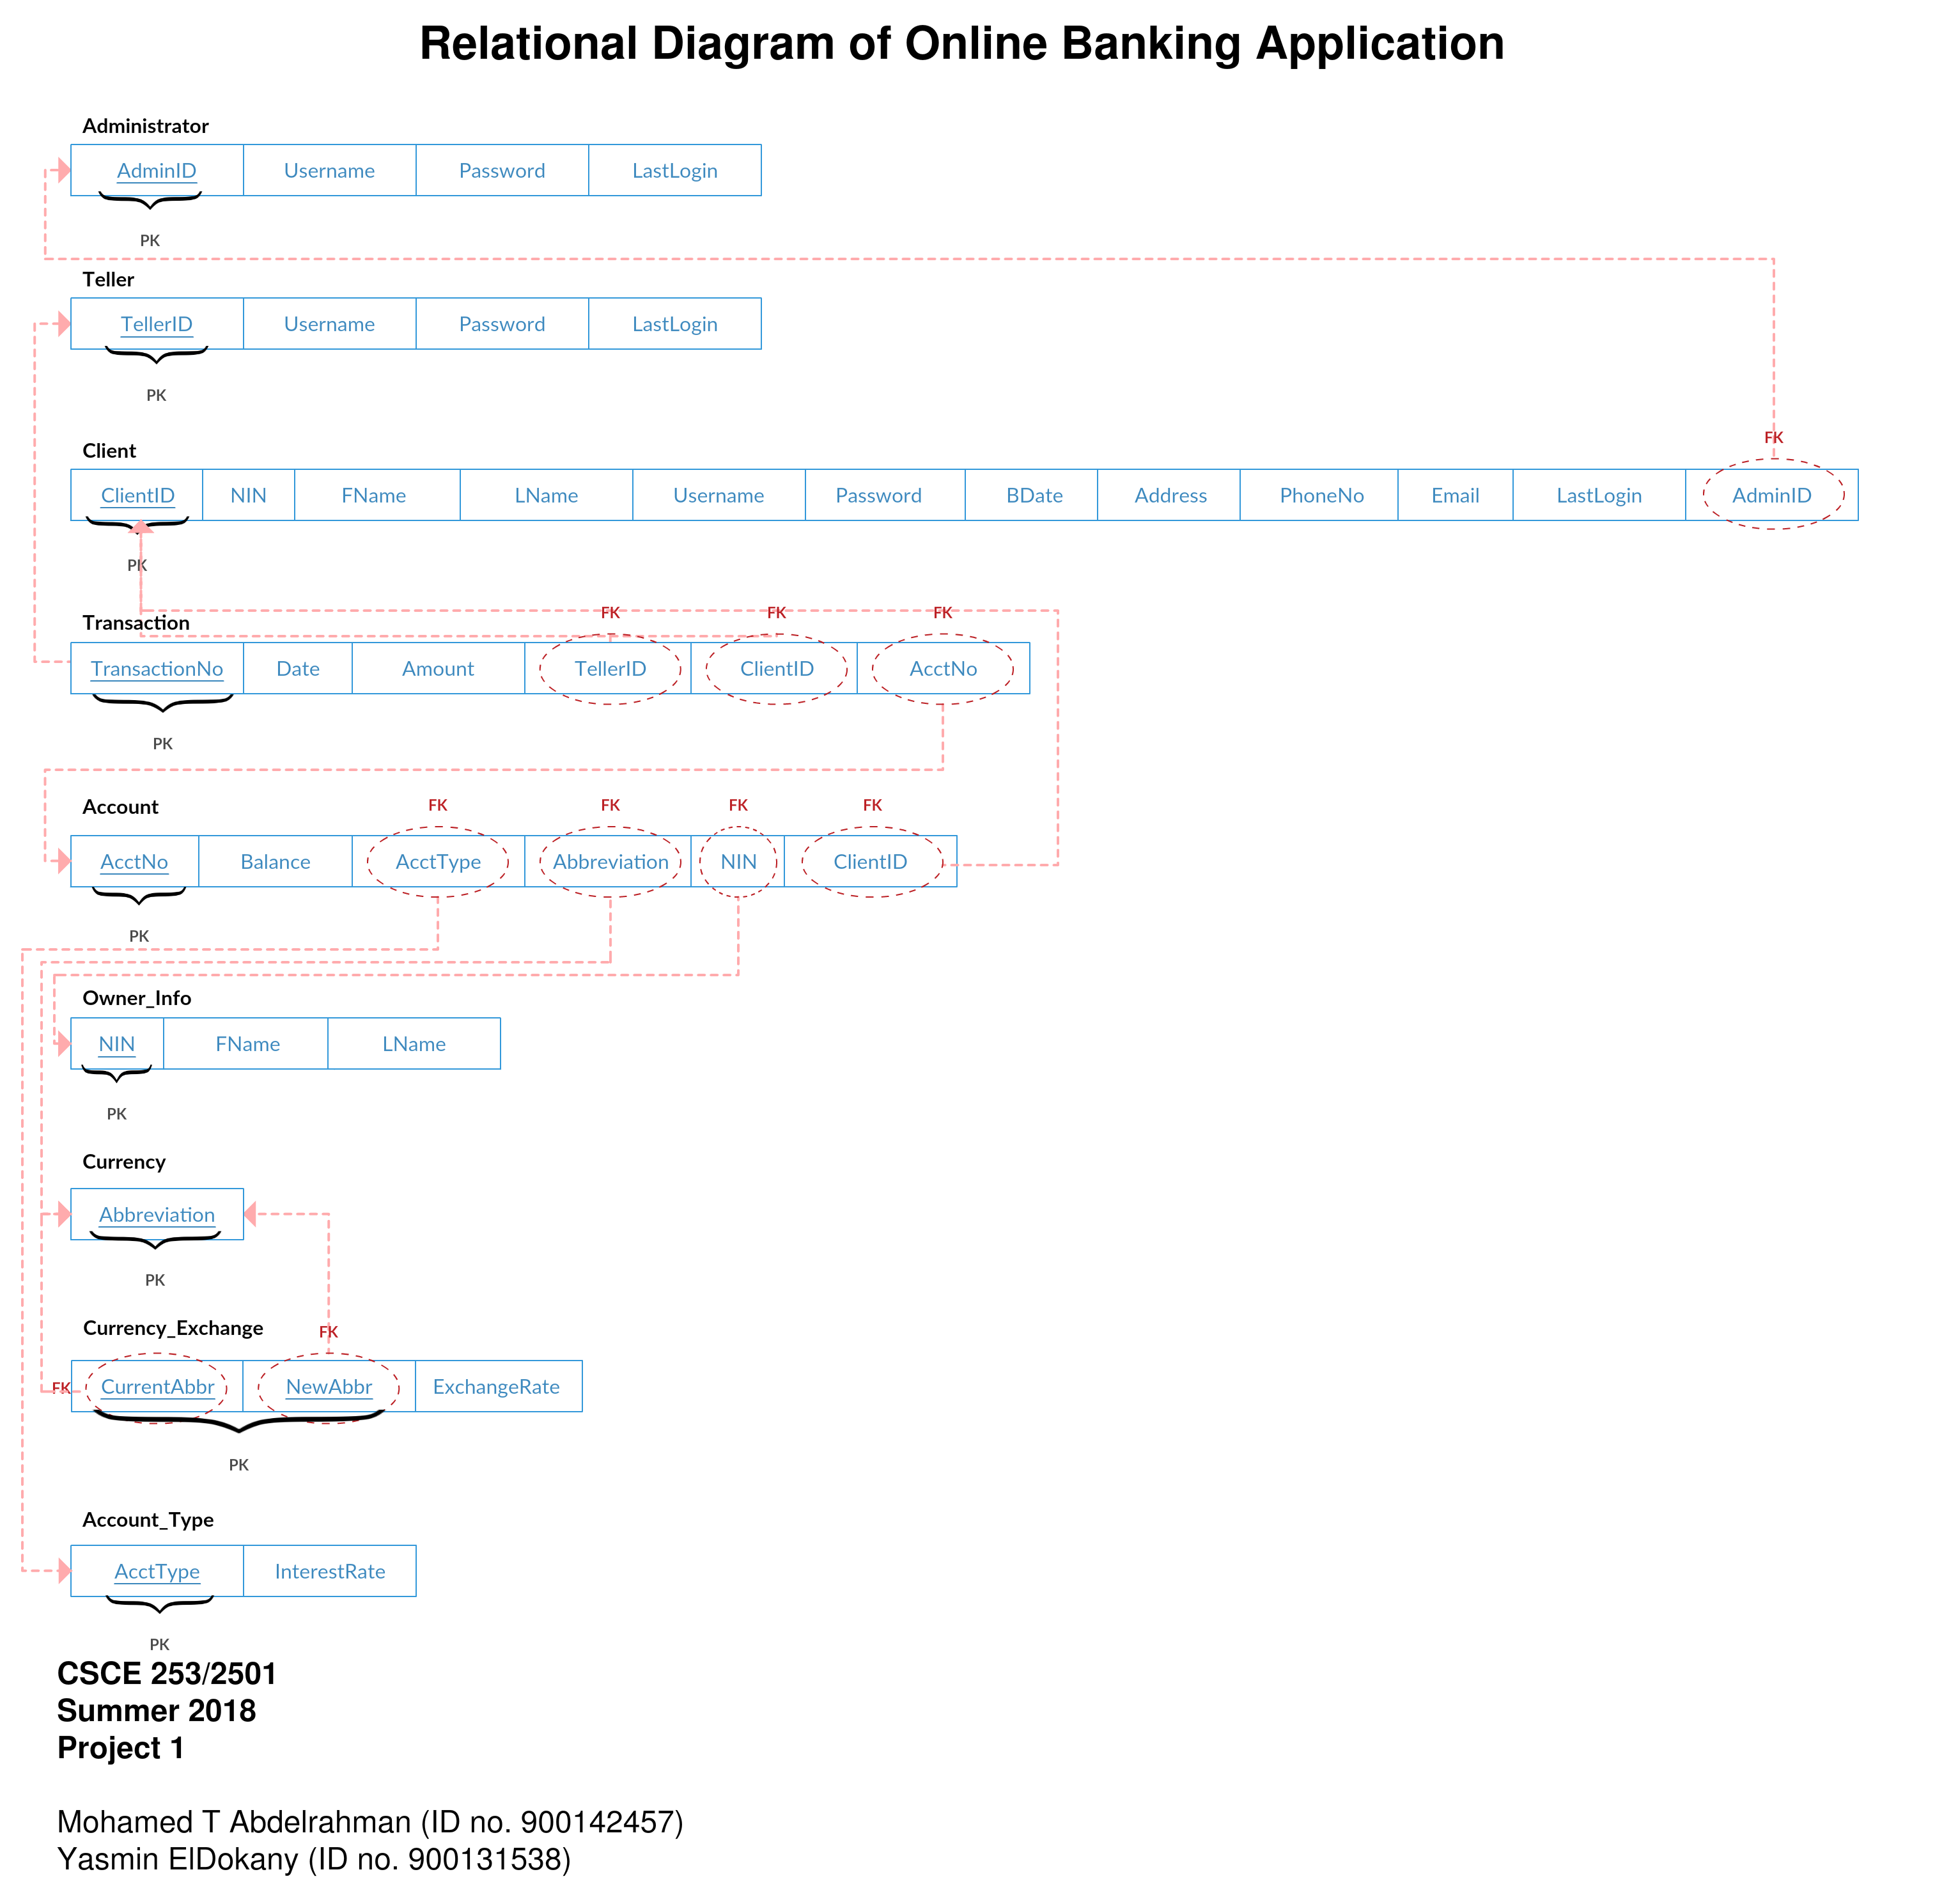 Relational Diagram of Online Banking Application
Administrator
AdminID Username Password LastLogin
PK
Teller
TellerID Username Password LastLogin
PK
FK
Client
ClientID NIN FName LName Username Password BDate Address PhoneNo Email LastLogin AdminID
PK
FK FK FK
Transaction
TransactionNo Date Amount TellerID ClientID AcctNo
PK
Account FK FK FK FK
AcctNo Balance AcctType Abbreviation NIN ClientID
PK
Owner_Info
NIN FName LName
PK
Currency
Abbreviation
PK
Currency_Exchange FK
FK CurrentAbbr NewAbbr ExchangeRate
PK
Account_Type
AcctType InterestRate
PK
CSCE 253/2501
Summer 2018
Project 1
Mohamed T Abdelrahman (ID no. 900142457)
Yasmin ElDokany (ID no. 900131538)